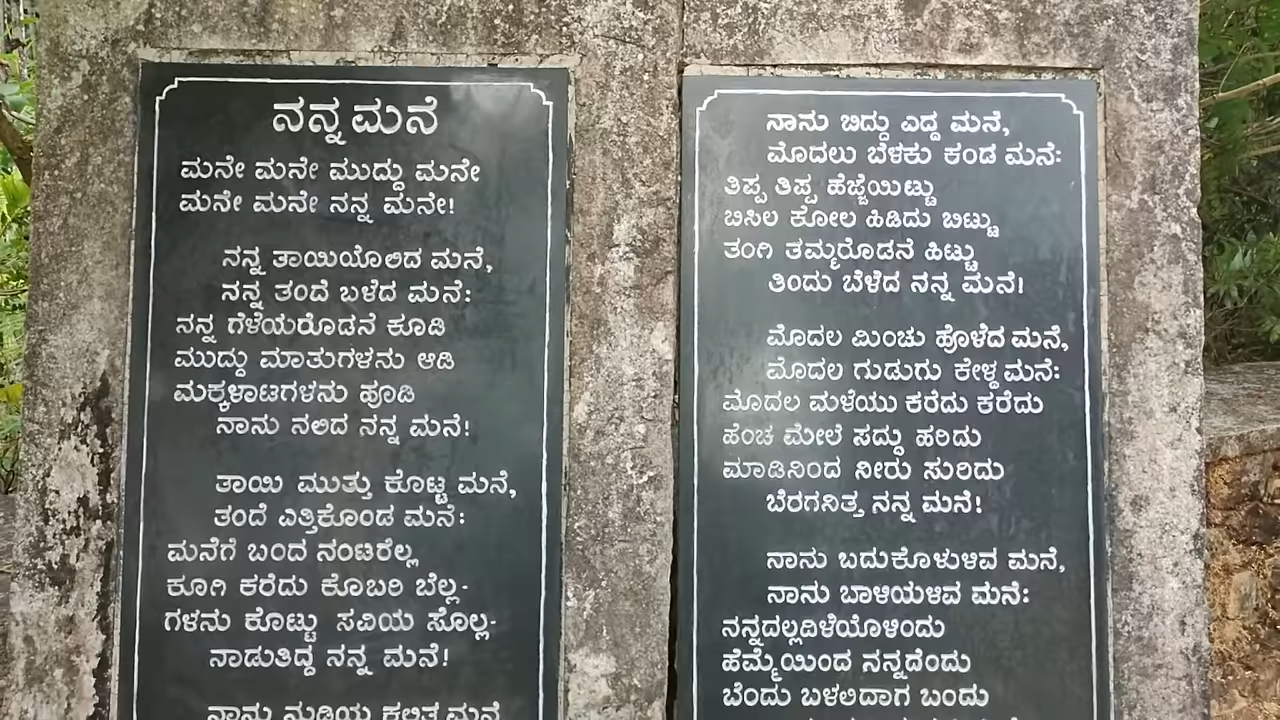 ನನ್ನ ಮನೆ
ಮನೇ ಮನೇ ಮುದ್ದು ಮನೇ
ಮನೇ ಮನೇ ನನ್ನ ಮನೇ!
ನನ್ನ ತಾಯಿಯೊಲಿದ ಮನೆ,
ನನ್ನ ತಂದೆ ಬಳೆದ ಮನೆ:
ನನ್ನ ಗೆಳೆಯರೊಡನೆ ಕೂಡಿ
ಮುದ್ದು ಮಾತುಗಳನು ಆಡಿ
ಮಕ್ಕಳಾಟಗಳನು ಹೂಡಿ
ನಾನು ನಲಿದ ನನ್ನ ಮನೆ!
ತಾಯಿ ಮುತ್ತು ಕೊಟ್ಟ ಮನೆ,
ತಂದೆ ಎತ್ತಿಕೊಂಡ ಮನೆ:
ಮನೆಗೆ ಬಂದ ನಂಟರೆಲ್ಲ
ಕೂಗಿ ಕರೆದು ಕೊಬರಿ ಬೆಲ್ಲ-
ಗಳನು ಕೊಟ್ಟು ಸವಿಯ ಸೊಲ್ಲ-
ನಾಡುತಿದ್ದ ನನ್ನ ಮನೆ!
ನಾನು ನುಡಿಯ ಕಲಿತ ಮನೆ
ನಾನು ಬಿದ್ದು ಎದ್ದ ಮನೆ,
ಮೊದಲು ಬೆಳಕು ಕಂಡ ಮನೆ:
ತಿಪ್ಪ ತಿಪ್ಪ ಹೆಜ್ಜೆಯಿಟ್ಟು
ಬಿಸಿಲ ಕೋಲ ಹಿಡಿದು ಬಿಟ್ಟು
ತಂಗಿ ತಮ್ಮರೊಡನೆ ಹಿಟ್ಟು
ತಿಂದು ಬೆಳೆದ ನನ್ನ ಮನೆ!
ಮೊದಲ ಮಿಂಚು ಹೊಳೆದ ಮನೆ,
ಮೊದಲ ಗುಡುಗು ಕೇಳ್ದ ಮನೆ:
ಮೊದಲ ಮಳೆಯು ಕರೆದು ಕರೆದು
ಹೆಂಚ ಮೇಲೆ ಸದ್ದು ಹರಿದು
ಮಾಡಿನಿಂದ ನೀರು ಸುರಿದು
ಬೆರಗನಿತ್ತ ನನ್ನ ಮನೆ!
ನಾನು ಬದುಕೊಳುಳಿವ ಮನೆ,
ನಾನು ಬಾಳಿಯಳಿವ ಮನೆ:
ನನ್ನದಲ್ಲದಿಳೆಯೊಳಿಂದು
ಹೆಮ್ಮೆಯಿಂದ ನನ್ನದೆಂದು
ಬೆಂದು ಬಳಲಿದಾಗ ಬಂದು